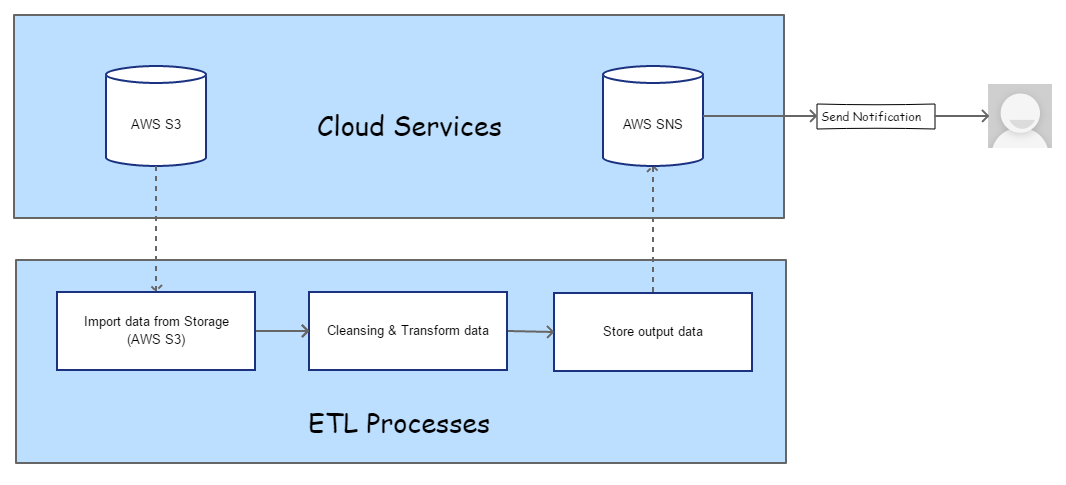 AWS S3
Cloud Services
AWS SNS
Send Notification
Import data from Storage
(AWS S3)
Cleansing & Transform data
Store output data
ETL Processes